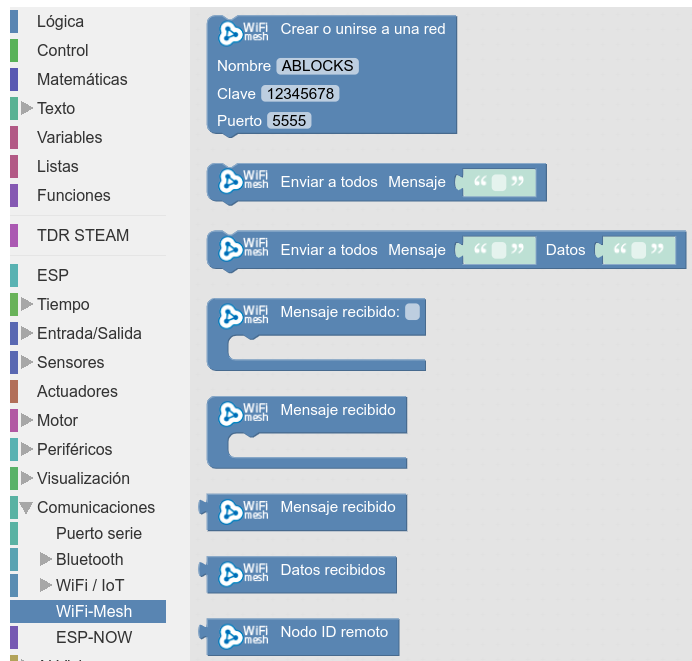 Lógica
Control
Matemáticas
Texto
Variables
Listas
Funciones
TDR STEAM
ESP
Tiempo
Entrada/Salida
Sensores
Actuadores
Motor
Periféricos
Visualización
Comunicaciones
Puerto serie
Bluetooth
WiFi / IoT
WiFi-Mesh
ESP-NOW
WiFi mesh Crear o unirse a una red
Nombre ABLOCKS
Clave 12345678
Puerto 5555
WiFi mesh Enviar a todos Mensaje “ ”
WiFi mesh Enviar a todos Mensaje “ ” Datos “ ”
WiFi mesh Mensaje recibido:
WiFi mesh Mensaje recibido
WiFi mesh Mensaje recibido
WiFi mesh Datos recibidos
WiFi mesh Nodo ID remoto